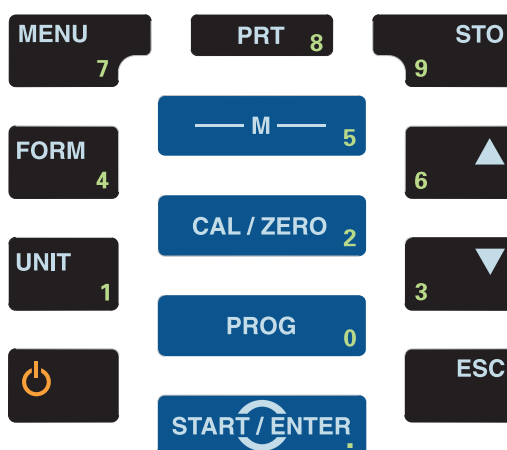 MENU 7
PRT 8
STO 9
M 5
FORM 4
6
CAL / ZERO 2
UNIT 1
3
PROG 0
ESC
START / ENTER .